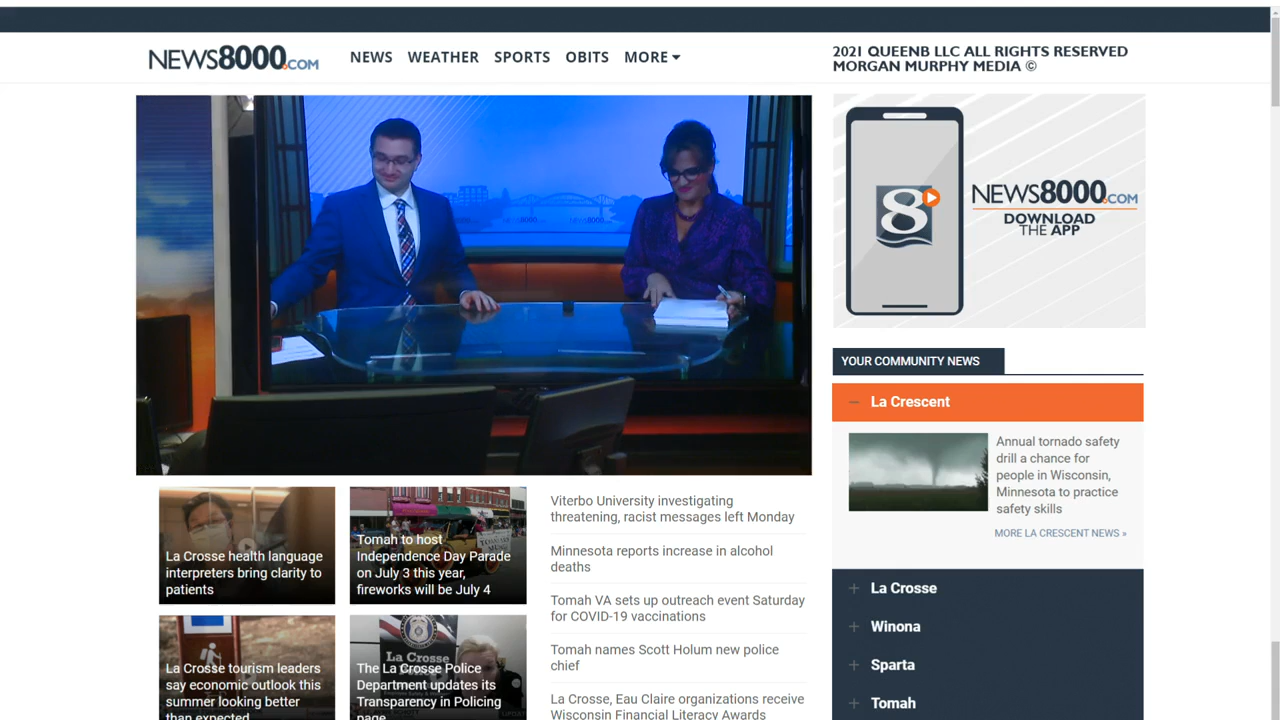 NEWS8000.COM
NEWS
WEATHER
SPORTS
OBITS
MORE
2021 QUEENB LLC ALL RIGHTS RESERVED
MORGAN MURPHY MEDIA ©
8
NEWS8000.COM
DOWNLOAD
THE APP
YOUR COMMUNITY NEWS
La Crescent
Annual tornado safety
drill a chance for
people in Wisconsin,
Minnesota to practice
safety skills
MORE LA CRESCENT NEWS »
La Crosse
Winona
Sparta
Tomah
La Crosse health language
interpreters bring clarity to
patients
Tomah to host
Independence Day Parade
on July 3 this year,
fireworks will be July 4
La Crosse tourism leaders
say economic outlook this
summer looking better
than expected
La Crosse
The La Crosse Police
Department updates its
Transparency in Policing
page
Viterbo University investigating
threatening, racist messages left Monday
Minnesota reports increase in alcohol
deaths
Tomah VA sets up outreach event Saturday
for COVID-19 vaccinations
Tomah names Scott Holum new police
chief
La Crosse, Eau Claire organizations receive
Wisconsin Financial Literacy Awards